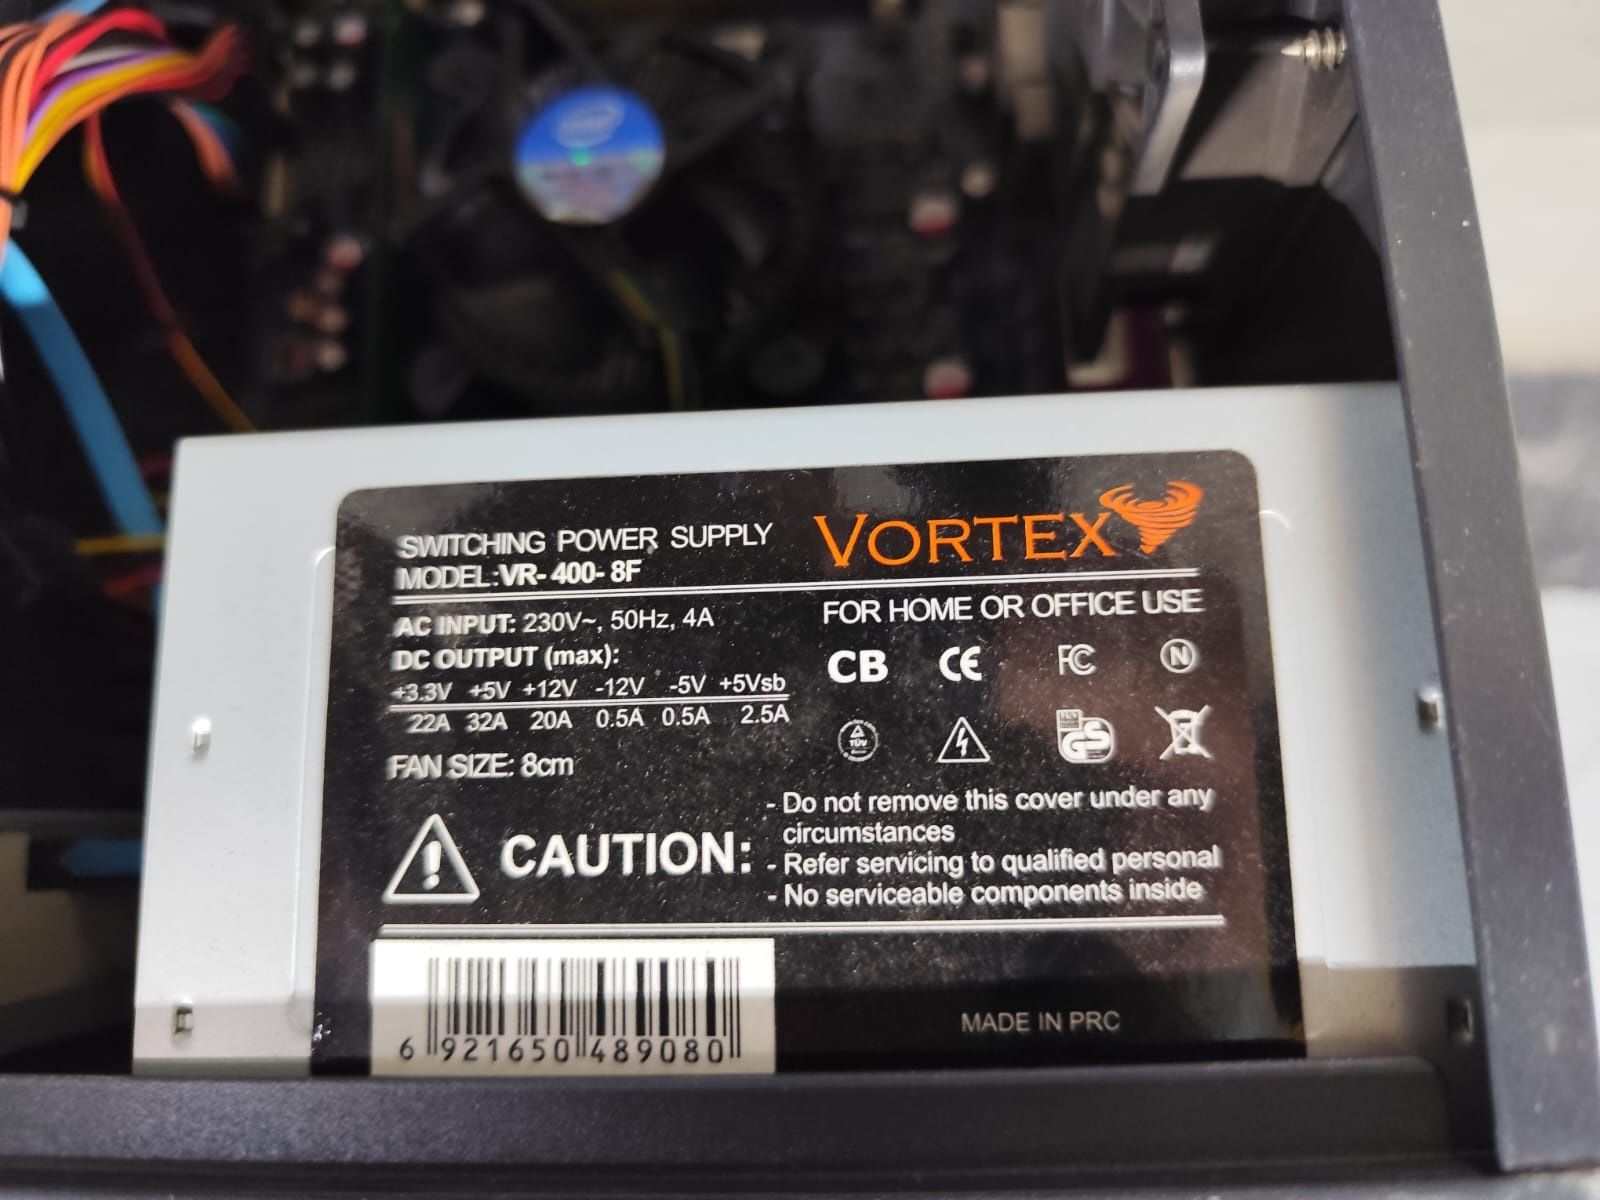 intel
SWITCHING POWER SUPPLY
MODEL:VR-400-8F
VORTEX
AC INPUT: 230V~, 50Hz, 4A
DC OUTPUT (max):
+3.3V +5V +12V -12V -5V +5Vsb
22A 32A 20A 0.5A 0.5A 2.5A
FAN SIZE: 8cm
FOR HOME OR OFFICE USE
CB CE FC N
TÜV GS
CAUTION:
- Do not remove this cover under any
circumstances
- Refer servicing to qualified personal
- No serviceable components inside
6 921650 489080
MADE IN PRC